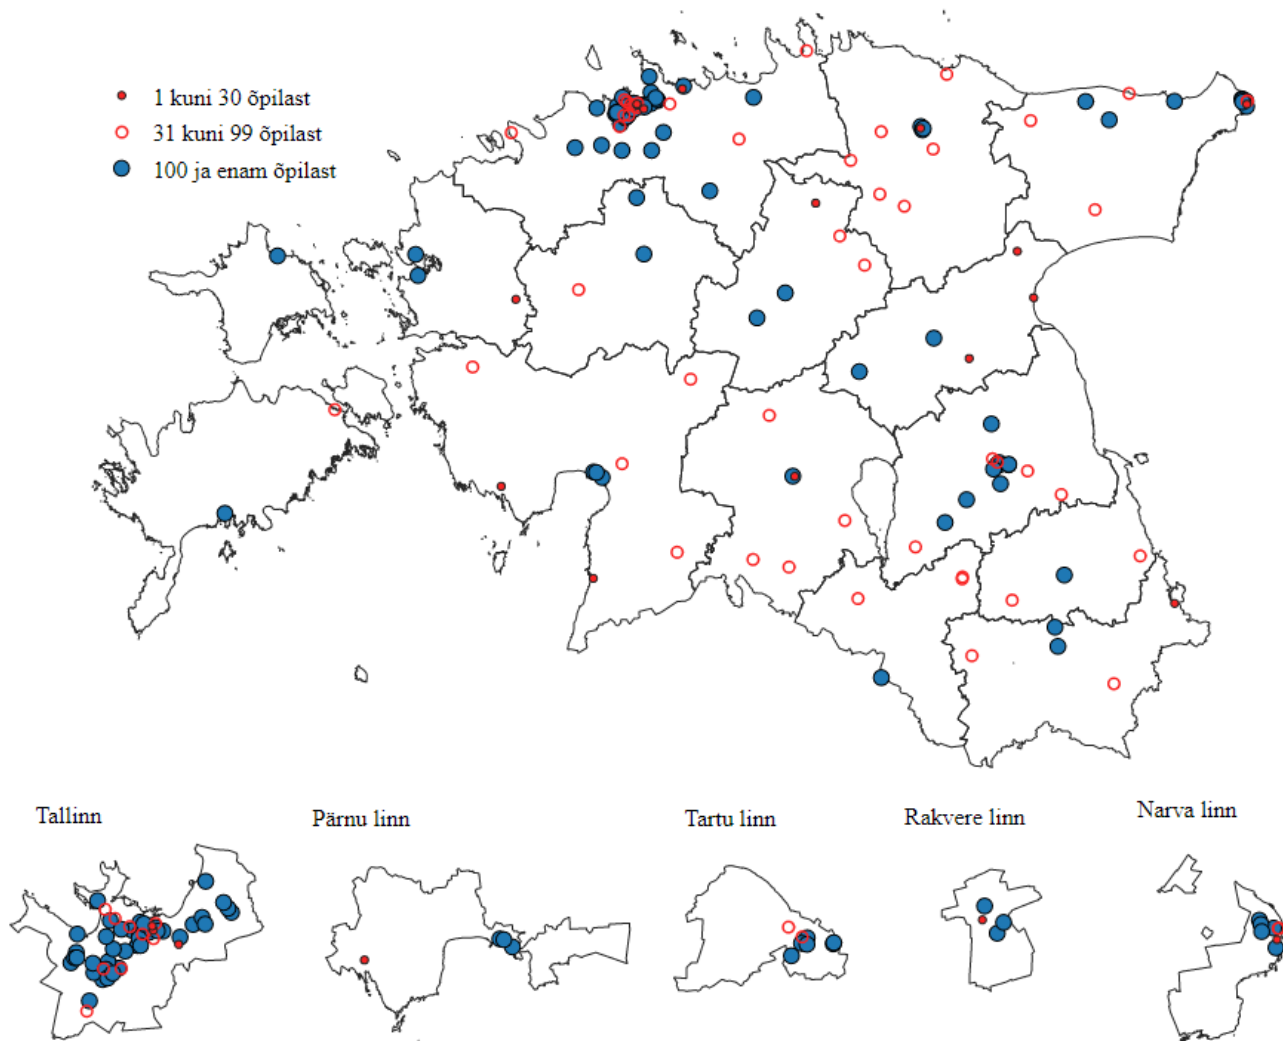 1 kuni 30 õpilast
31 kuni 99 õpilast
100 ja enam õpilast
Tallinn
Pärnu linn
Tartu linn
Rakvere linn
Narva linn